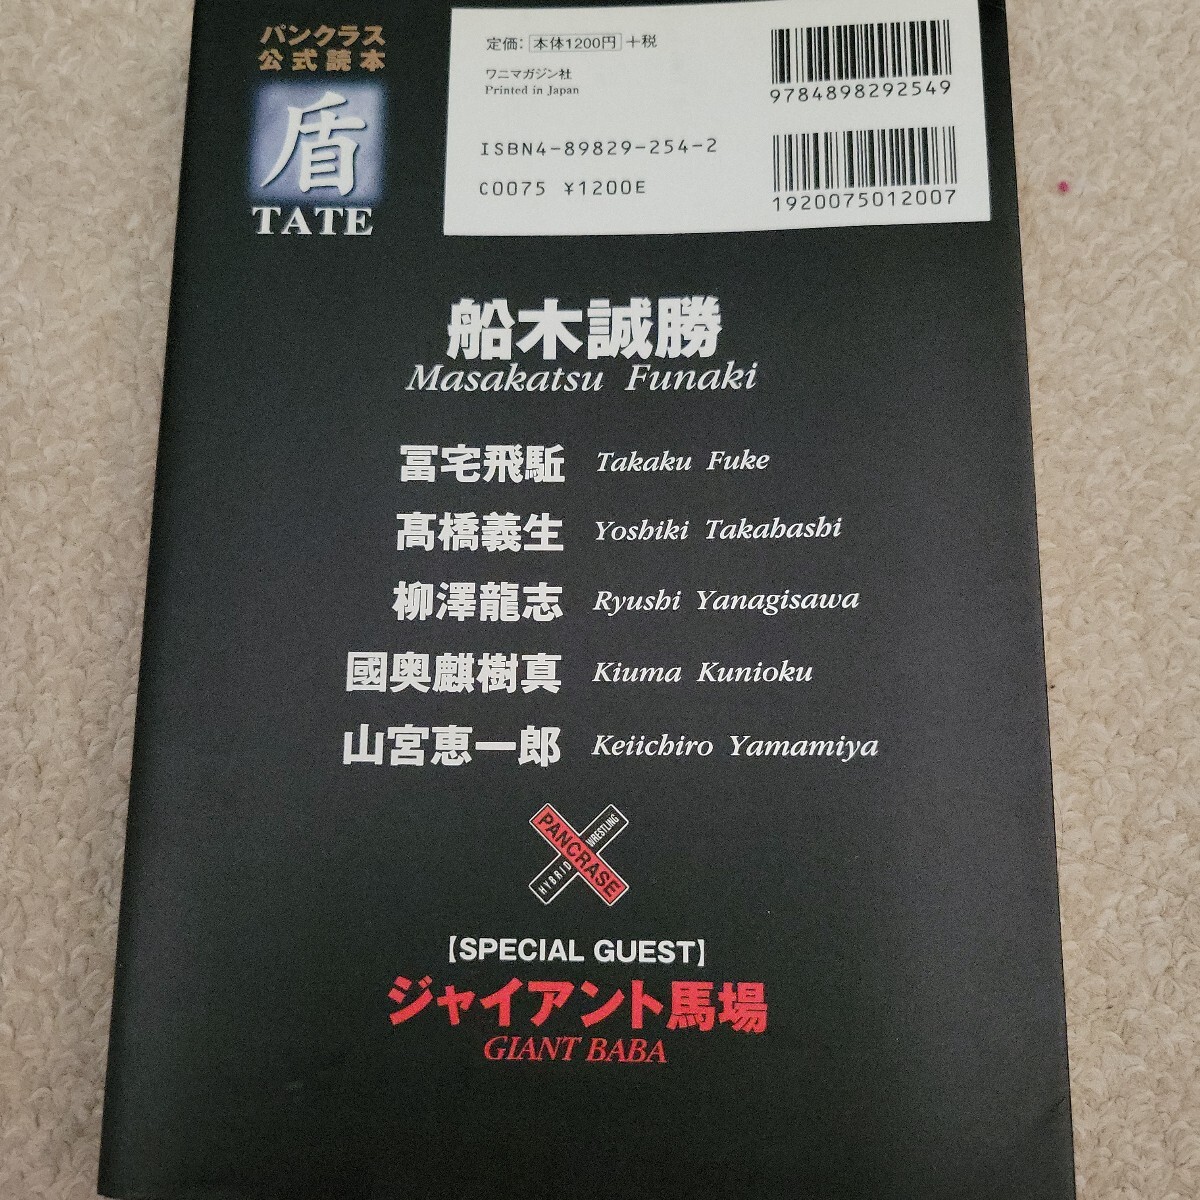 パンクラス
公式読本
盾
TATE
定価: 本体1200円 +税
ワニマガジン社
Printed in Japan
9784898292549
ISBN4-89829-254-2
C0075 ¥1200E
1920075012007
船木誠勝
Masakatsu Funaki
冨宅飛駈 Takaku Fuke
髙橋義生 Yoshiki Takahashi
柳澤龍志 Ryushi Yanagisawa
國奥麒樹真 Kiuma Kunioku
山宮恵一郎 Keiichiro Yamamiya
PANCRASE
HYBRID WRESTLING
【SPECIAL GUEST】
ジャイアント馬場
GIANT BABA